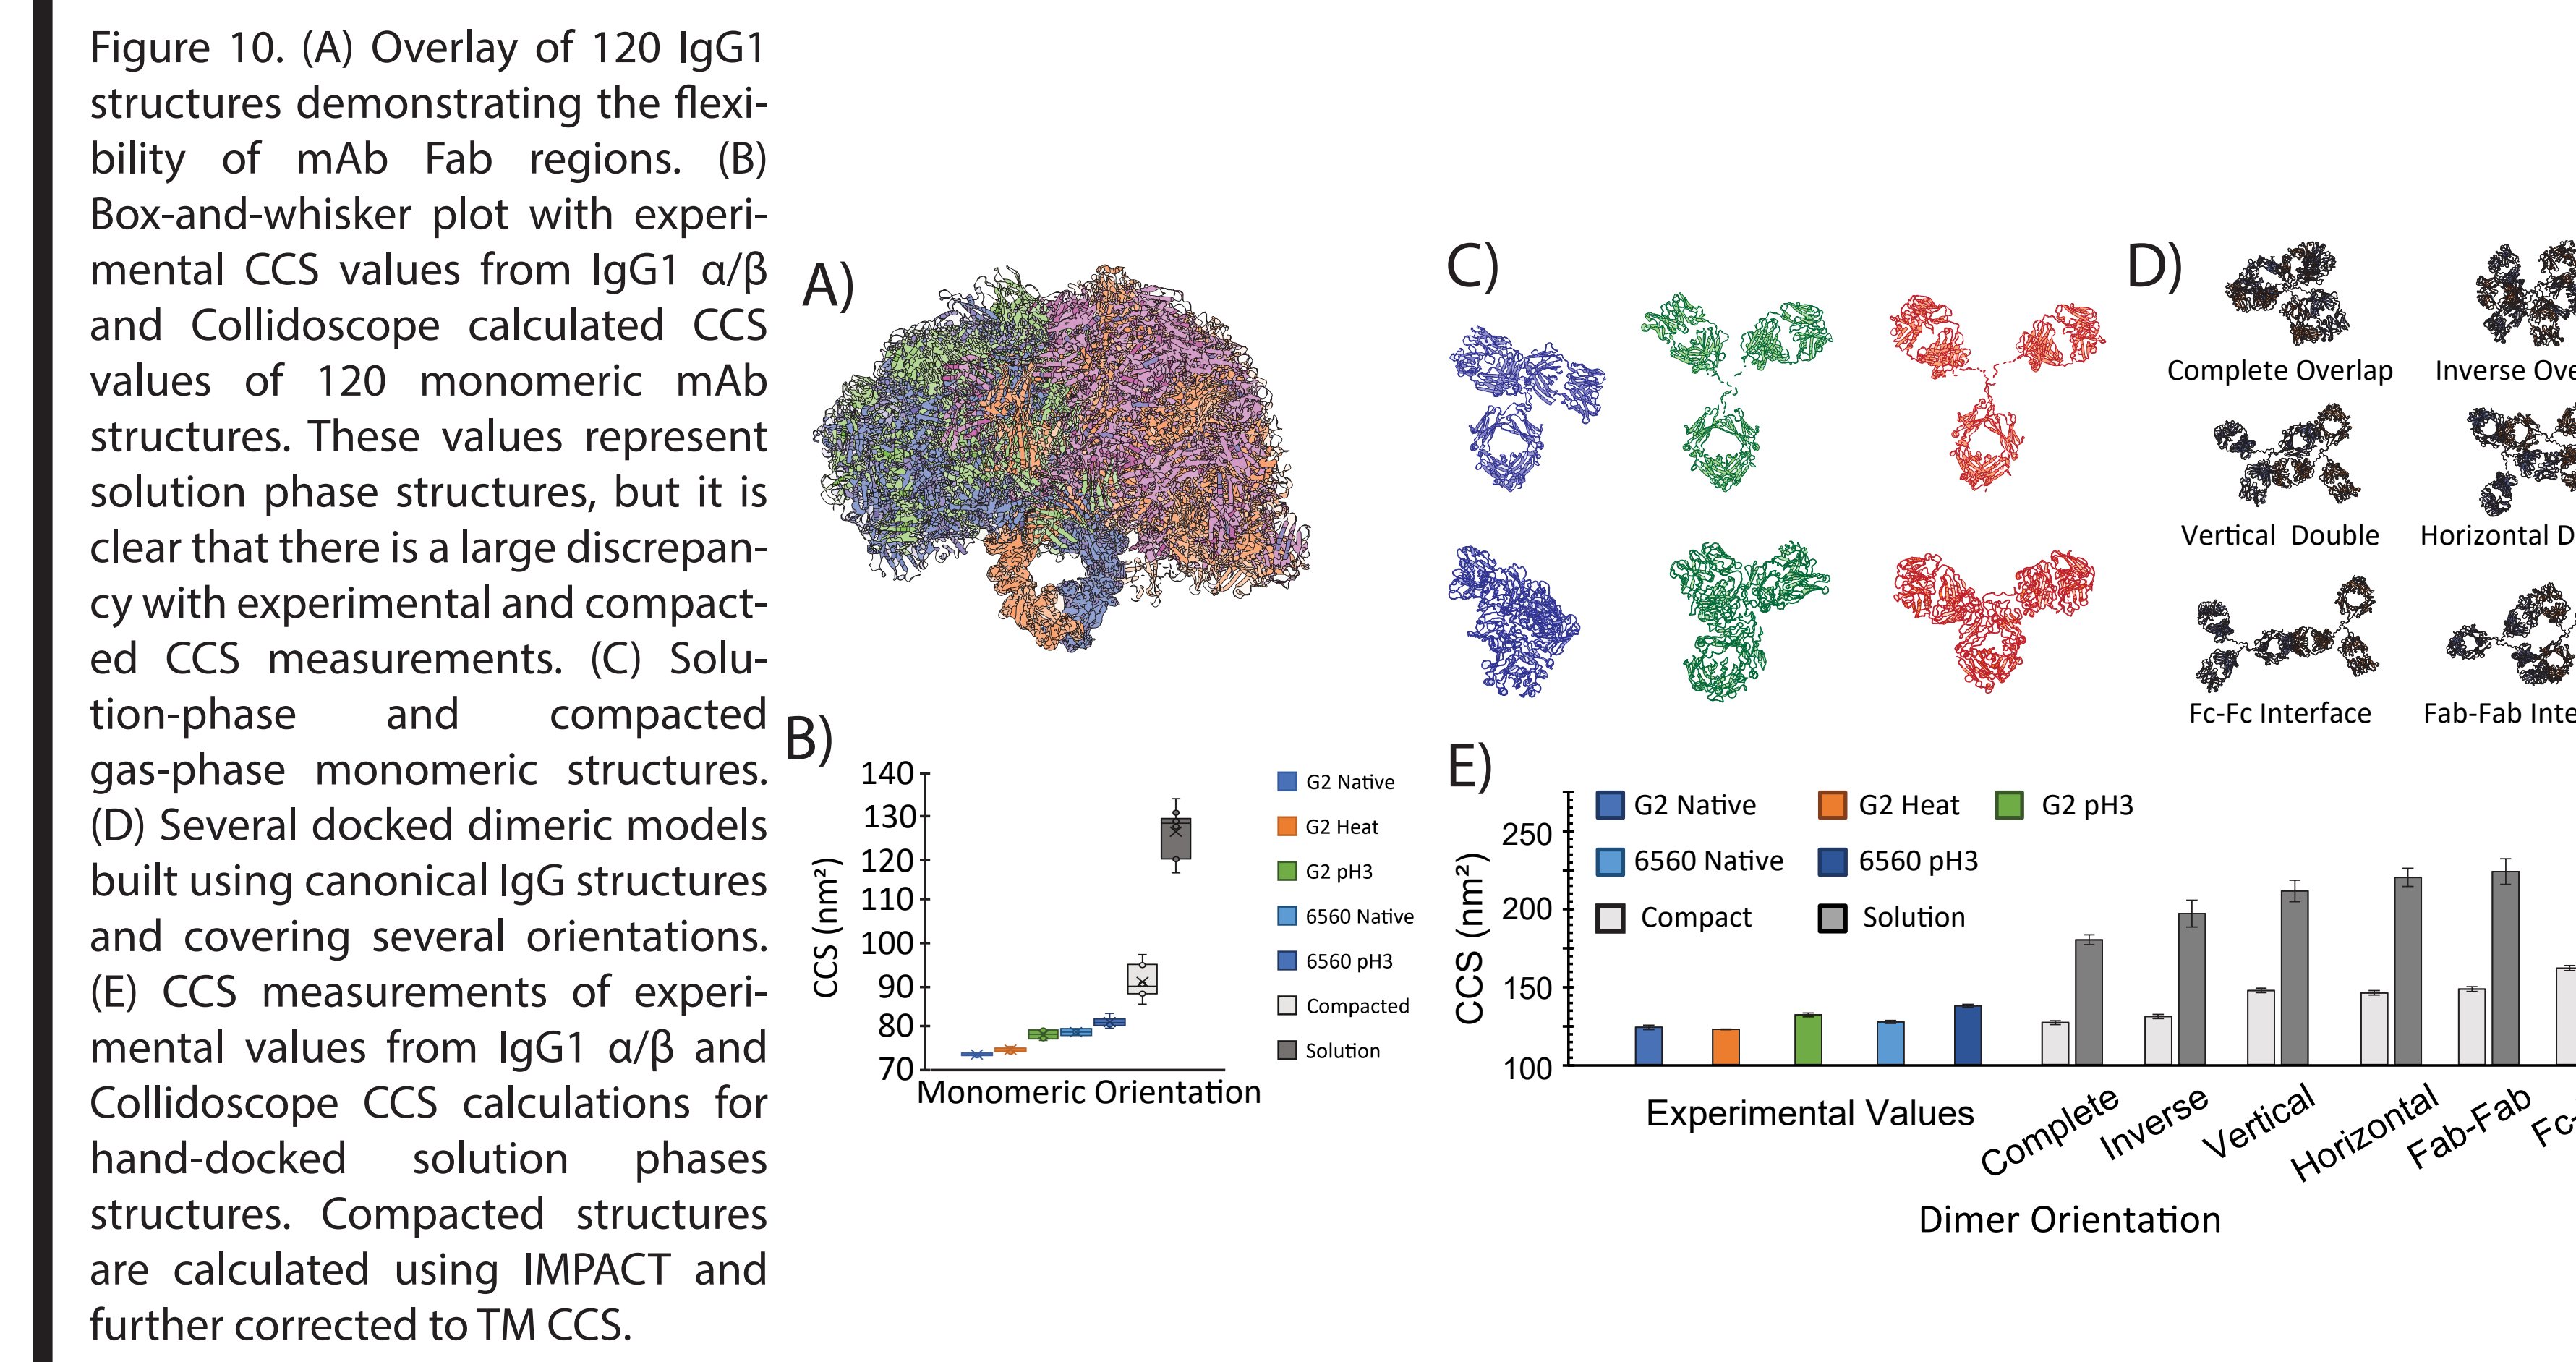 Figure 10. (A) Overlay of 120 IgG1
structures demonstrating the flexi-
bility of mAb Fab regions. (B)
Box-and-whisker plot with experi-
mental CCS values from IgG1 α/β
and Collidoscope calculated CCS
values of 120 monomeric mAb
structures. These values represent
solution phase structures, but it is
clear that there is a large discrepan-
cy with experimental and compact-
ed CCS measurements. (C) Solu-
tion-phase and compacted
gas-phase monomeric structures.
(D) Several docked dimeric models
built using canonical IgG structures
and covering several orientations.
(E) CCS measurements of experi-
mental values from IgG1 α/β and
Collidoscope CCS calculations for
hand-docked solution phases
structures. Compacted structures
are calculated using IMPACT and
further corrected to TM CCS.
A)
B)
CCS (nm²)
140
130
120
110
100
90
80
70
Monomeric Orientation
G2 Native
G2 Heat
G2 pH3
6560 Native
6560 pH3
Compacted
Solution
C)
D)
Complete Overlap
Inverse Ove
Vertical Double
Horizontal D
Fc-Fc Interface
Fab-Fab Inte
E)
CCS (nm²)
250
200
150
100
G2 Native
G2 Heat
G2 pH3
6560 Native
6560 pH3
Compact
Solution
Experimental Values
Complete
Inverse
Vertical
Horizontal
Fab-Fab
Fc-
Dimer Orientation